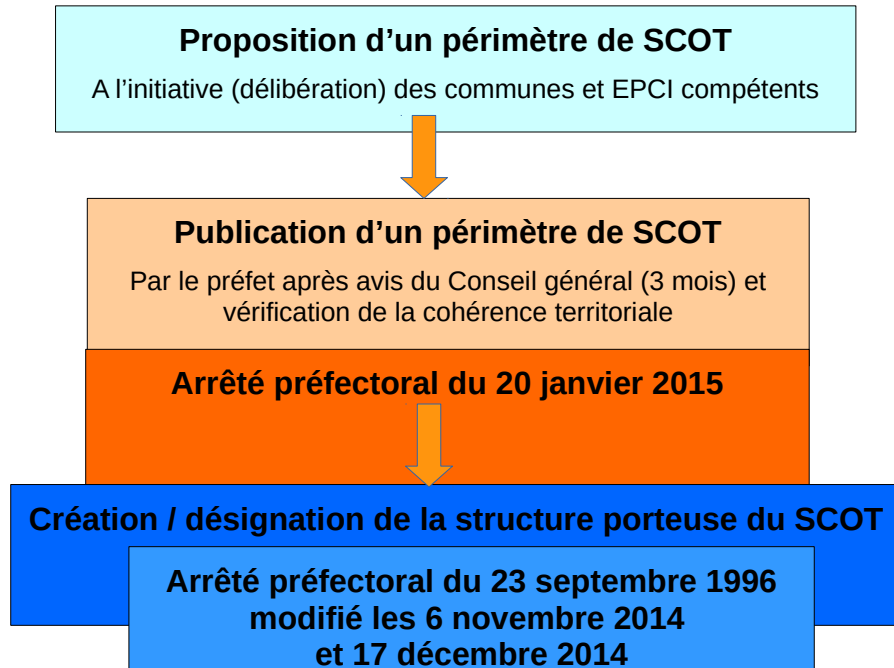 Proposition d’un périmètre de SCOT
A l’initiative (délibération) des communes et EPCI compétents
Publication d’un périmètre de SCOT
Par le préfet après avis du Conseil général (3 mois) et
vérification de la cohérence territoriale
Arrêté préfectoral du 20 janvier 2015
Création / désignation de la structure porteuse du SCOT
Arrêté préfectoral du 23 septembre 1996
modifié les 6 novembre 2014
et 17 décembre 2014